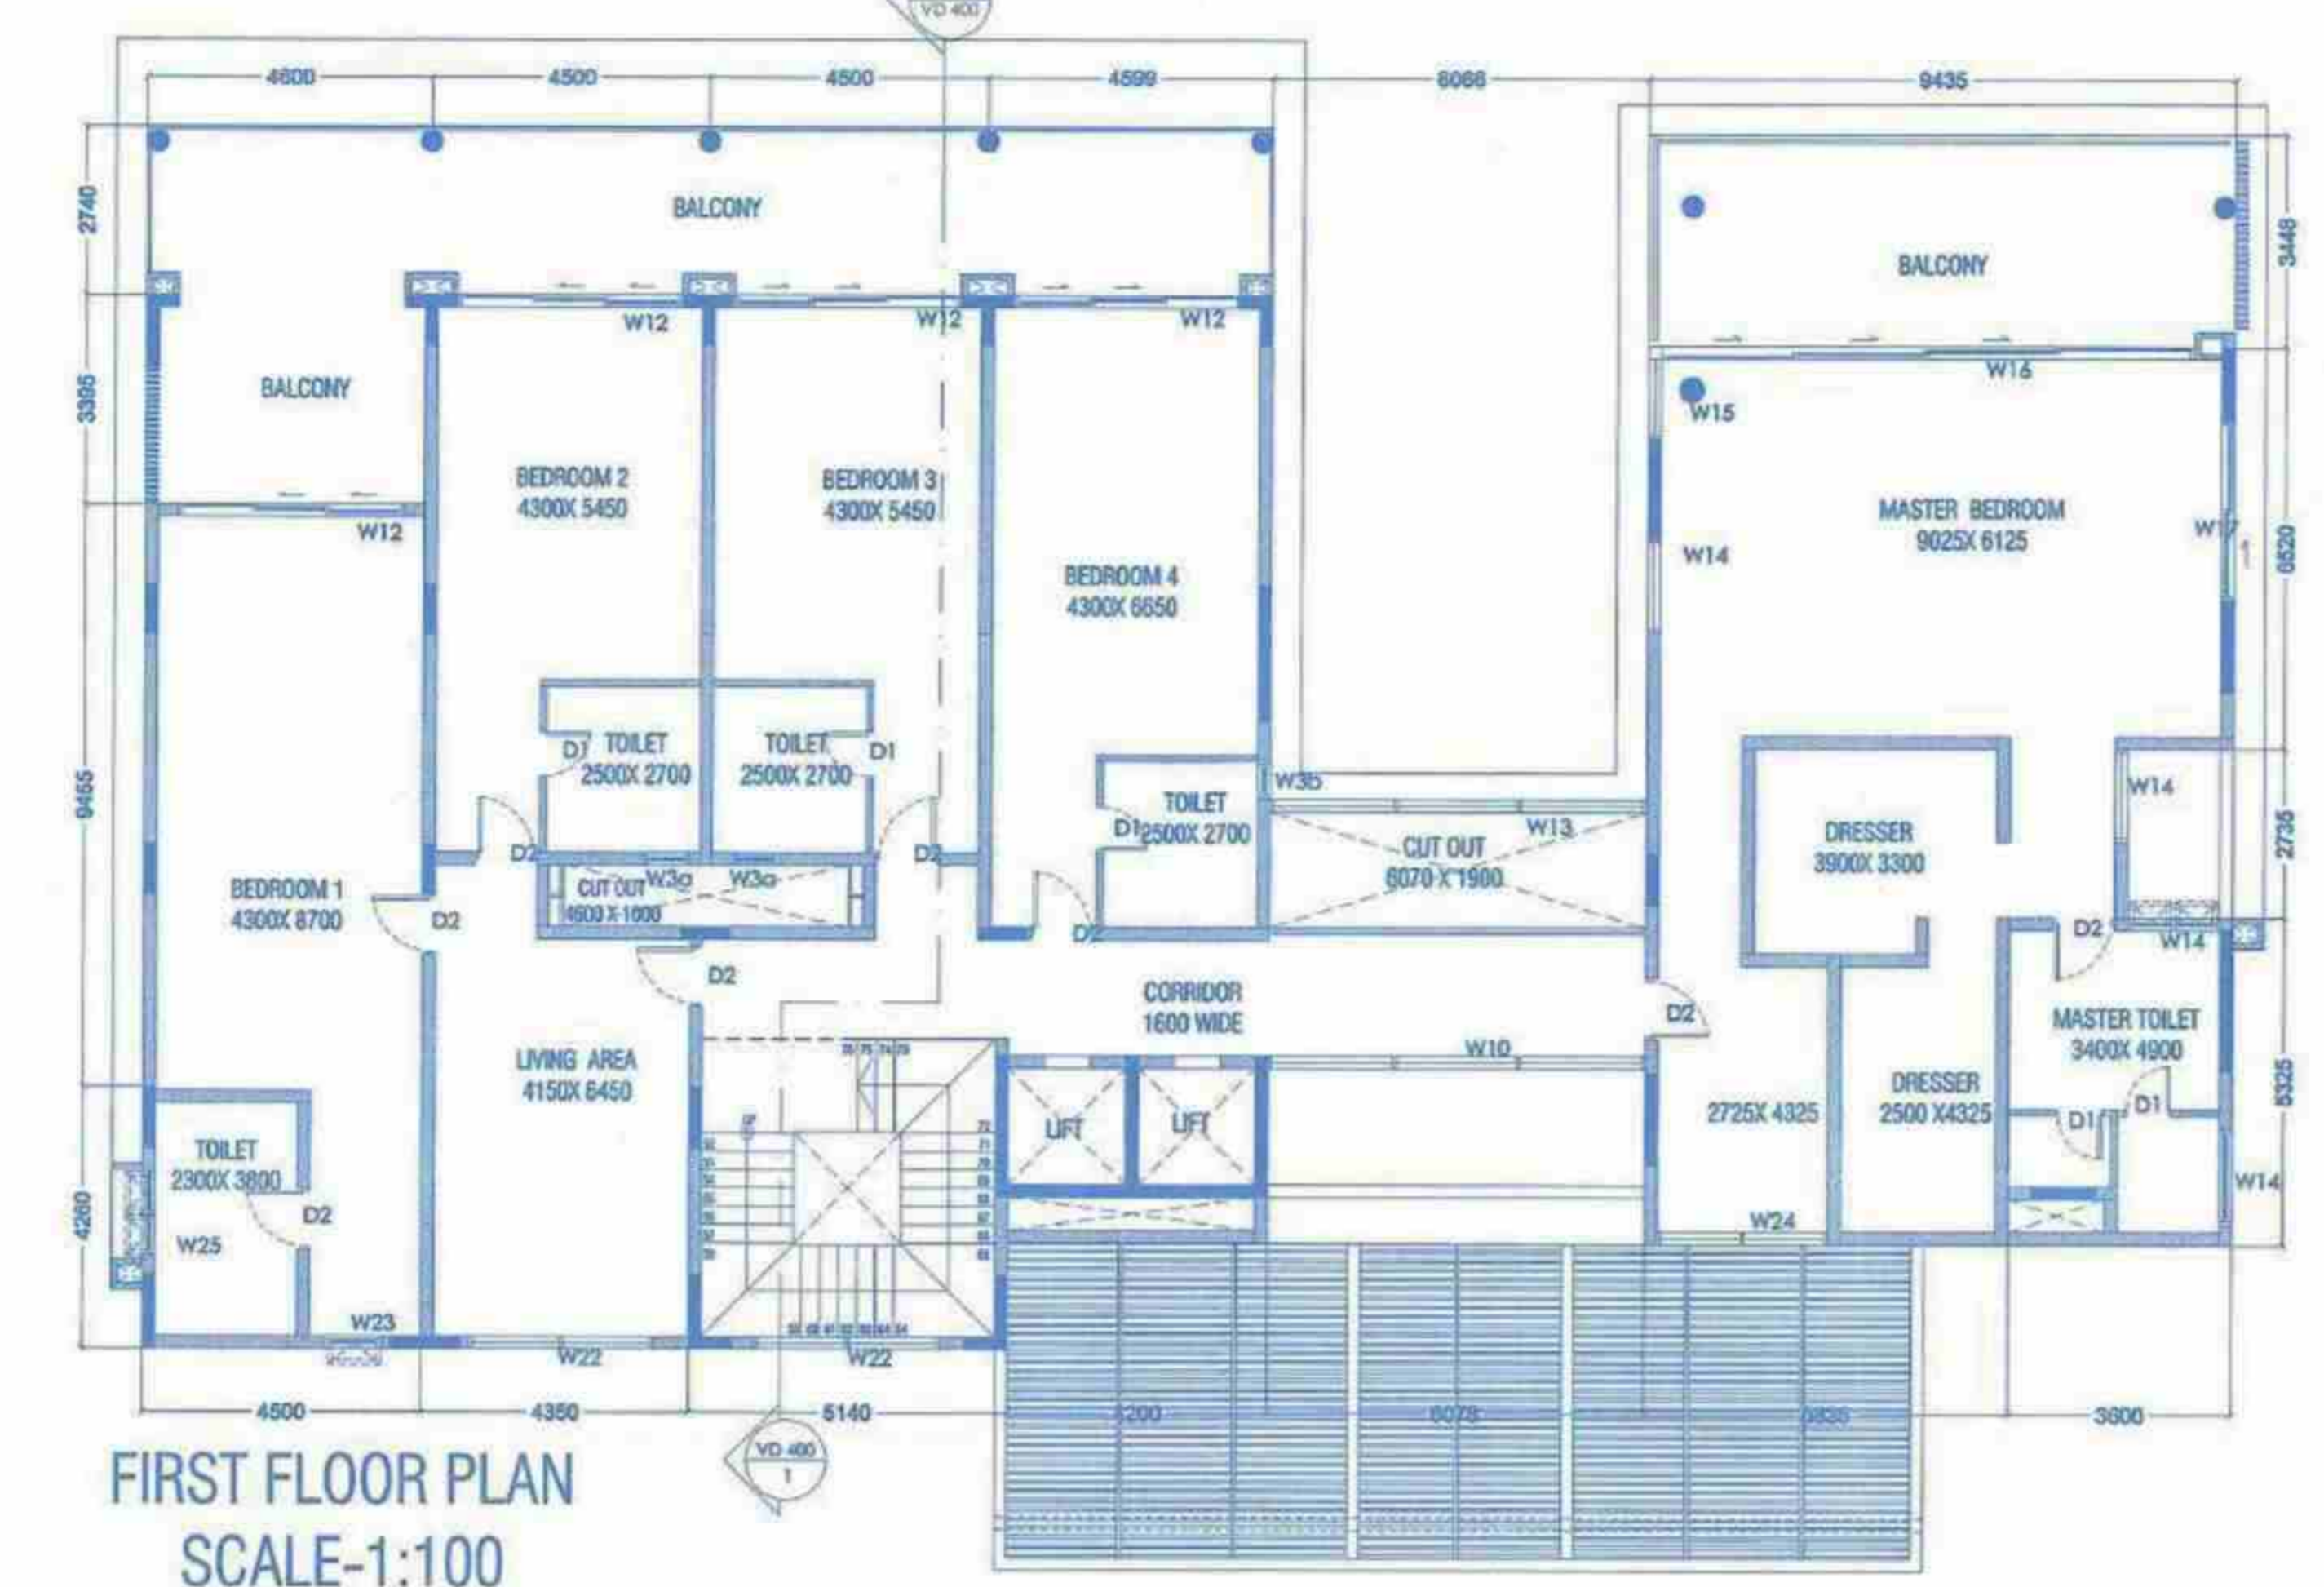 VD 400
4600
4500
4500
4599
6066
9435
2740
3395
9455
4260
3448
6520
2735
5325
BALCONY
BALCONY
BALCONY
W12
W12
W12
W12
W16
W15
W14
W17
BEDROOM 2
4300X 5450
BEDROOM 3
4300X 5450
BEDROOM 4
4300X 6650
MASTER BEDROOM
9025X 6125
D1
TOILET
2500X 2700
TOILET
2500X 2700
D1
D1
TOILET
2500X 2700
W3b
W13
CUT OUT
6070 X 1900
DRESSER
3900X 3300
W14
W14
D2
D2
D2
D2
CUT OUT
4600 X 1600
W3a
W3a
BEDROOM 1
4300X 8700
D2
D2
CORRIDOR
1600 WIDE
W10
D2
LIVING AREA
4150X 6450
MASTER TOILET
3400X 4900
D1
D1
2725X 4325
DRESSER
2500 X4325
LIFT
LIFT
TOILET
2300X 3800
D2
W25
W14
W24
W23
W22
W22
4500
4350
5140
3600
VD 400
1
FIRST FLOOR PLAN
SCALE-1:100